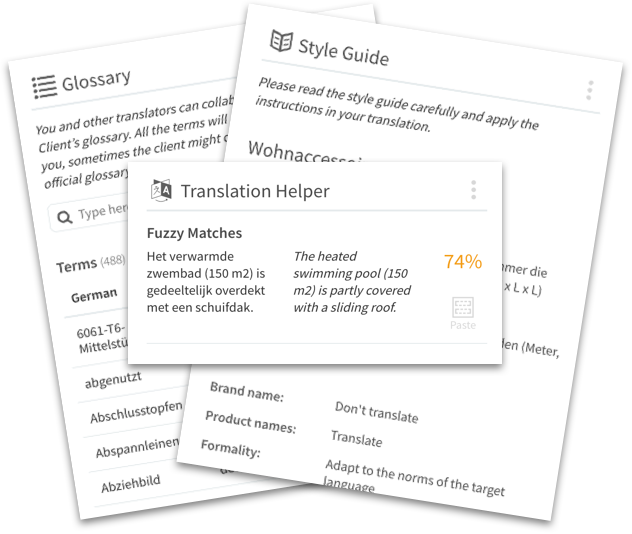 Glossary
You and other translators can
Client's glossary. All the terms will
you, sometimes the client might
official glossary
Type here
Terms (488)
German
6061-T6-
abgenutzt
Abschlusstopfen
Abspannleinen
Abziehbild
Style Guide
Please read the style guide carefully and apply the
instructions in your translation.
x L x L)
(Meter,
Brand name:
Don't translate
Product names:
Translate
Formality:
Adapt to the norms of the target
language
Translation Helper
Fuzzy Matches
Het verwarmde
zwembad (150 m2) is
gedeeltelijk overdekt
met een schuifdak.
The heated
swimming pool (150
m2) is partly covered
with a sliding roof.
74%
Paste